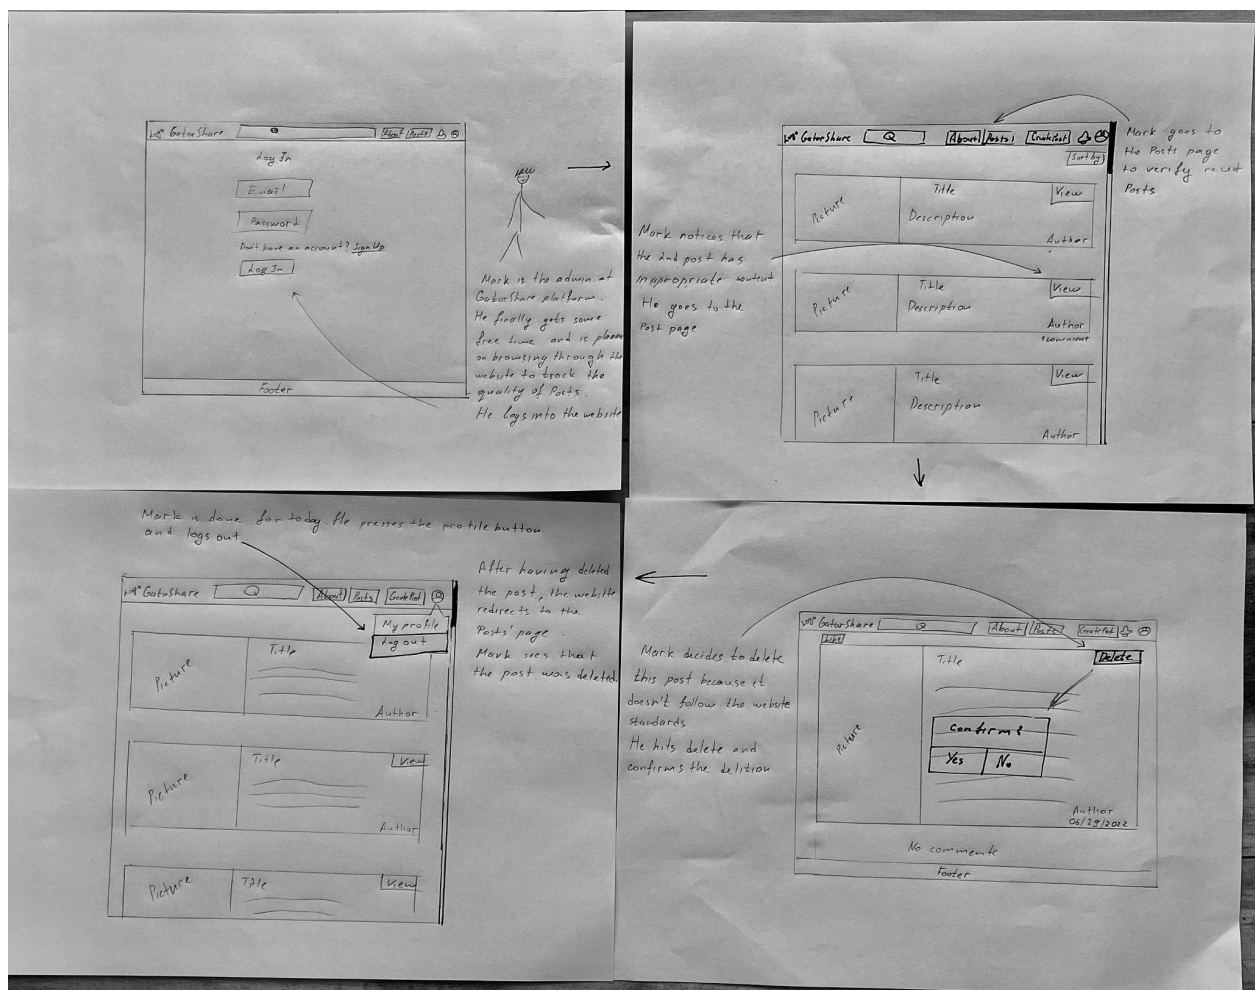 GatorShare
About
Posts
Log In
Email
Password
Don't have an account? Sign Up
Log In
Footer
Mark is the admin at
GatorShare platform.
He finally gets some
free time and is
on browsing through the
website to track the
quality of Posts.
He logs into the website
GatorShare
About
Posts
Create Post
Sort by
Mark goes to
the Posts page
to verify recent
Posts
Picture
Title
View
Description
Author
Mark notices that
the 2nd post has
inapropriate content
He goes to the
Post page
Picture
Title
View
Description
Author
1 comment
Picture
Title
View
Description
Author
Mark is done for today. He presses the profile button
and logs out
GatorShare
About
Posts
Create Post
My profile
Log out
After having deleted
the post, the website
redirects to the
Posts' page
Mark sees that
the post was deleted.
Picture
Title
Author
Picture
Title
View
Author
Picture
Title
View
GatorShare
About
Posts
Create Post
Title
Delete
Mark decides to delete
this post because it
doesn't follow the website
standards
He hits delete and
confirms the delition
Picture
Confirm?
Yes
No
Author
06/29/2022
No comments
Footer